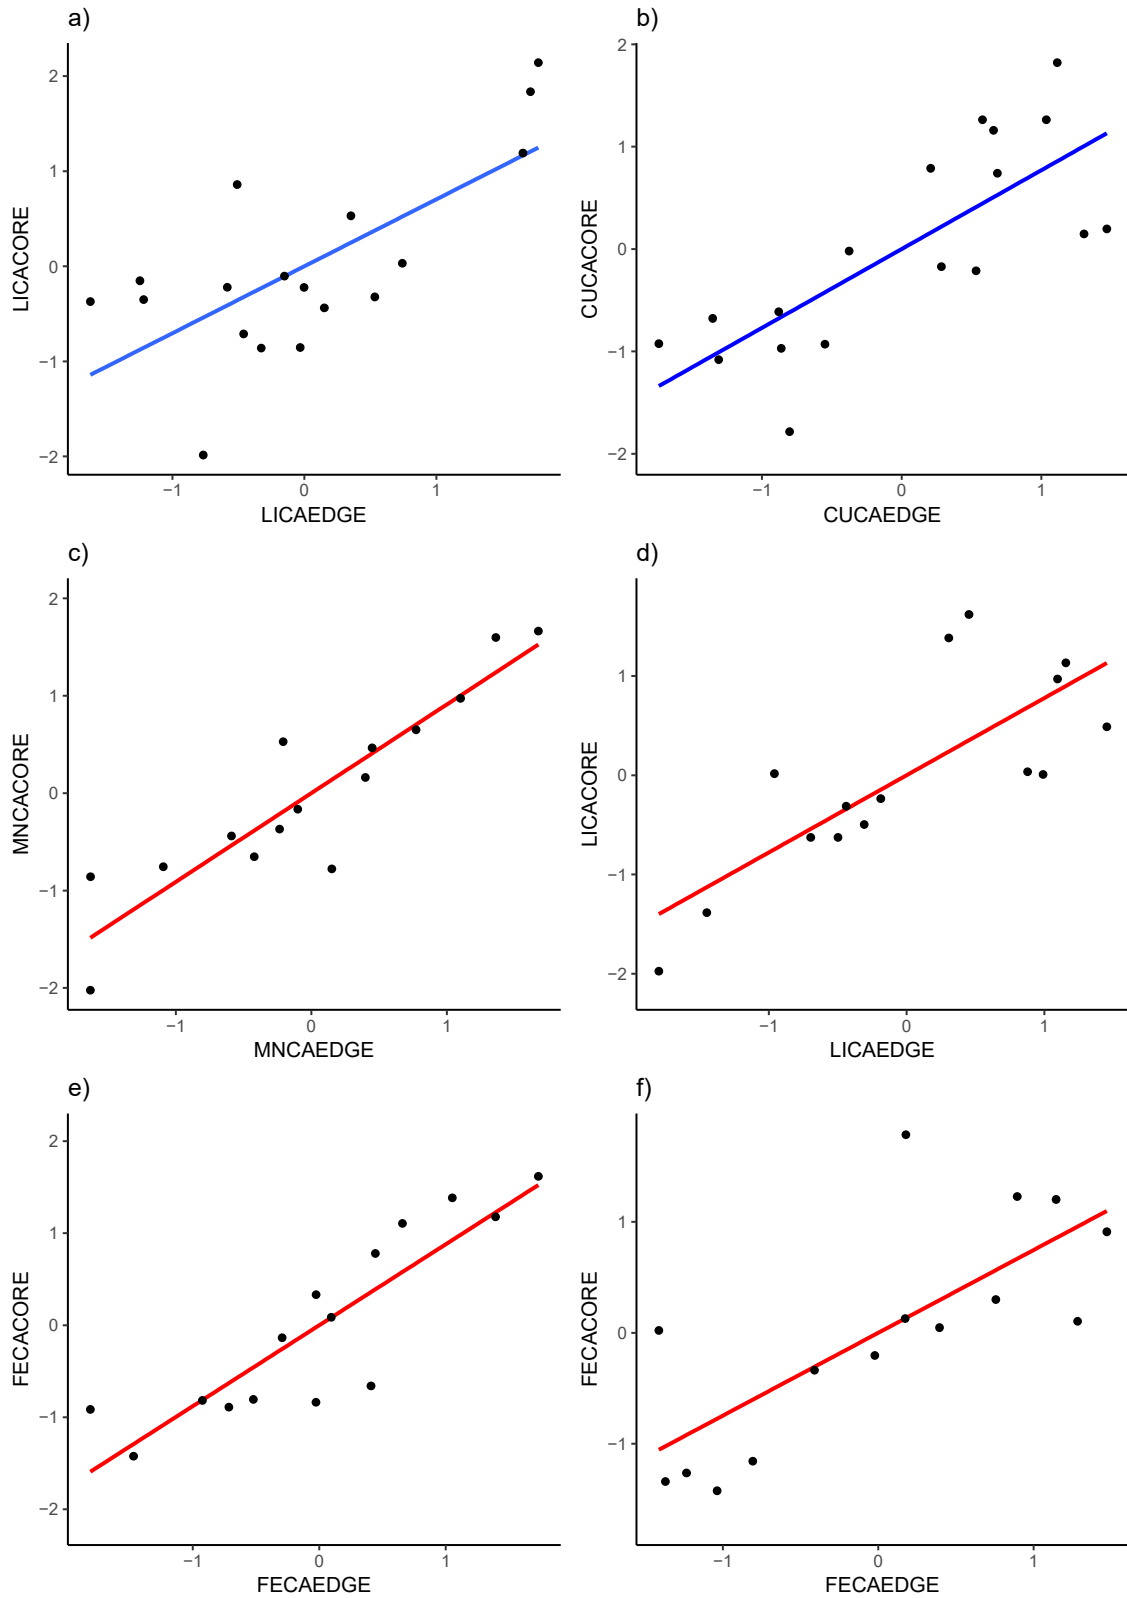 a)
2
1
0
−1
−2
LICACORE
−1 0 1
LICAEDGE
b)
2
1
0
−1
−2
CUCACORE
−1 0 1
CUCAEDGE
c)
2
1
0
−1
−2
MNCACORE
−1 0 1
MNCAEDGE
d)
1
0
−1
−2
LICACORE
−1 0 1
LICAEDGE
e)
2
1
0
−1
−2
FECACORE
−1 0 1
FECAEDGE
f)
1
0
−1
FECACORE
−1 0 1
FECAEDGE